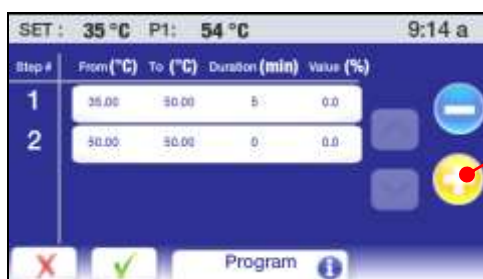 SET : 35 °C P1: 54 °C 9:14 a
Step # From (°C) To (°C) Duration (min) Value (%)
1 35.00 50.00 5 0.0
2 50.00 50.00 0 0.0
Program